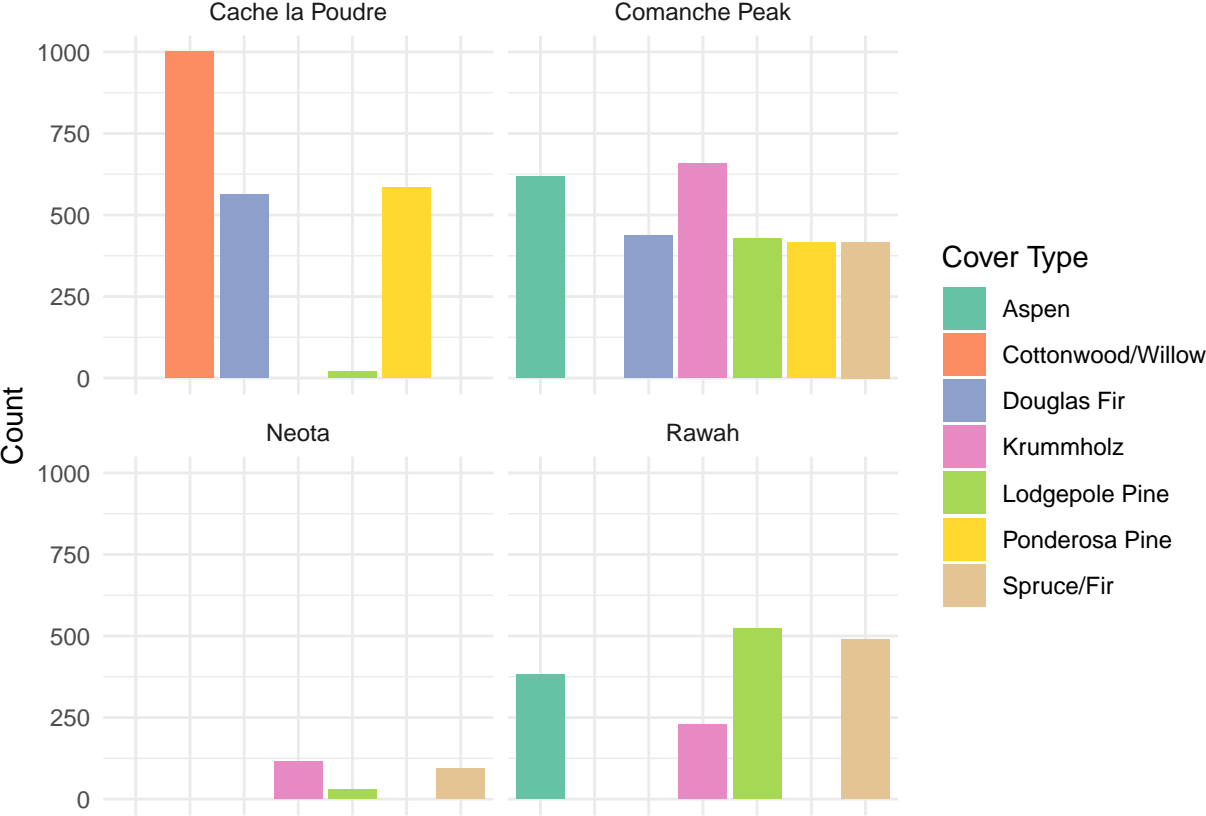 Cache la Poudre
Comanche Peak
1000
750
500
250
0
Neota
Rawah
1000
750
500
250
0
Count
Cover Type
Aspen
Cottonwood/Willow
Douglas Fir
Krummholz
Lodgepole Pine
Ponderosa Pine
Spruce/Fir